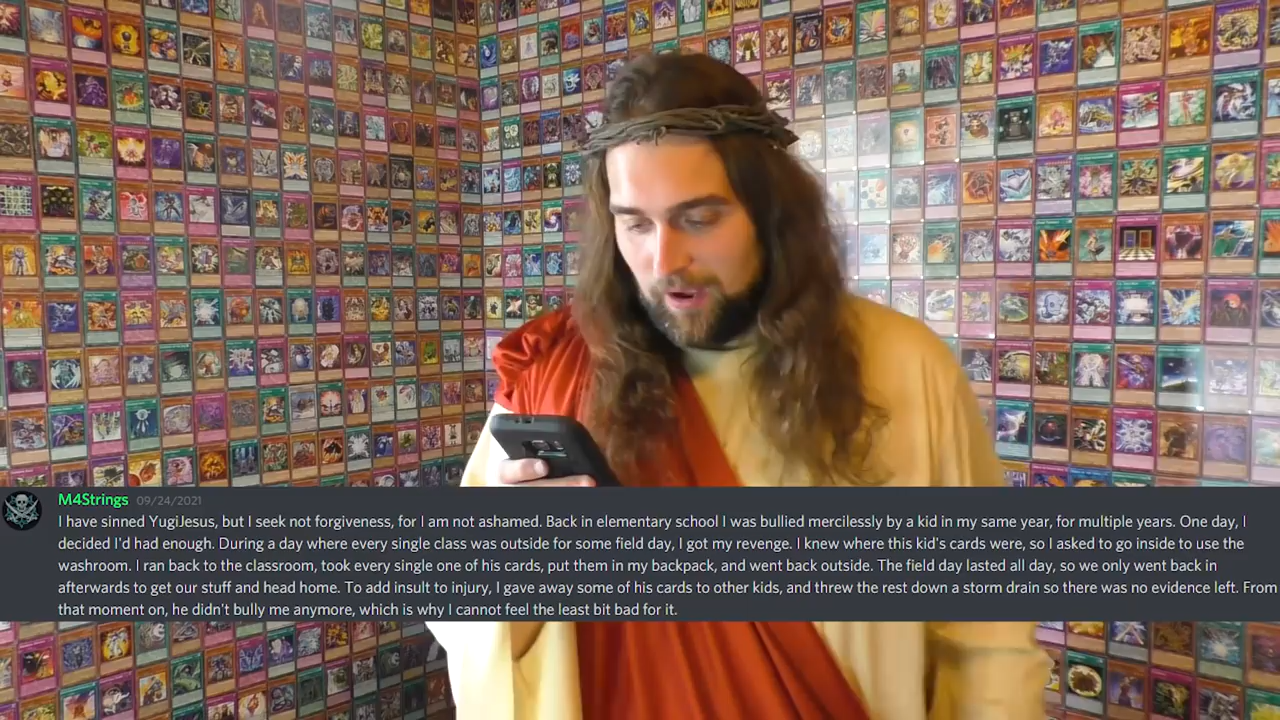 M4Strings 09/24/2021
I have sinned YugiJesus, but I seek not forgiveness, for I am not ashamed. Back in elementary school I was bullied mercilessly by a kid in my same year, for multiple years. One day, I
decided I'd had enough. During a day where every single class was outside for some field day, I got my revenge. I knew where this kid's cards were, so I asked to go inside to use the
washroom. I ran back to the classroom, took every single one of his cards, put them in my backpack, and went back outside. The field day lasted all day, so we only went back in
afterwards to get our stuff and head home. To add insult to injury, I gave away some of his cards to other kids, and threw the rest down a storm drain so there was no evidence left. From
that moment on, he didn't bully me anymore, which is why I cannot feel the least bit bad for it.